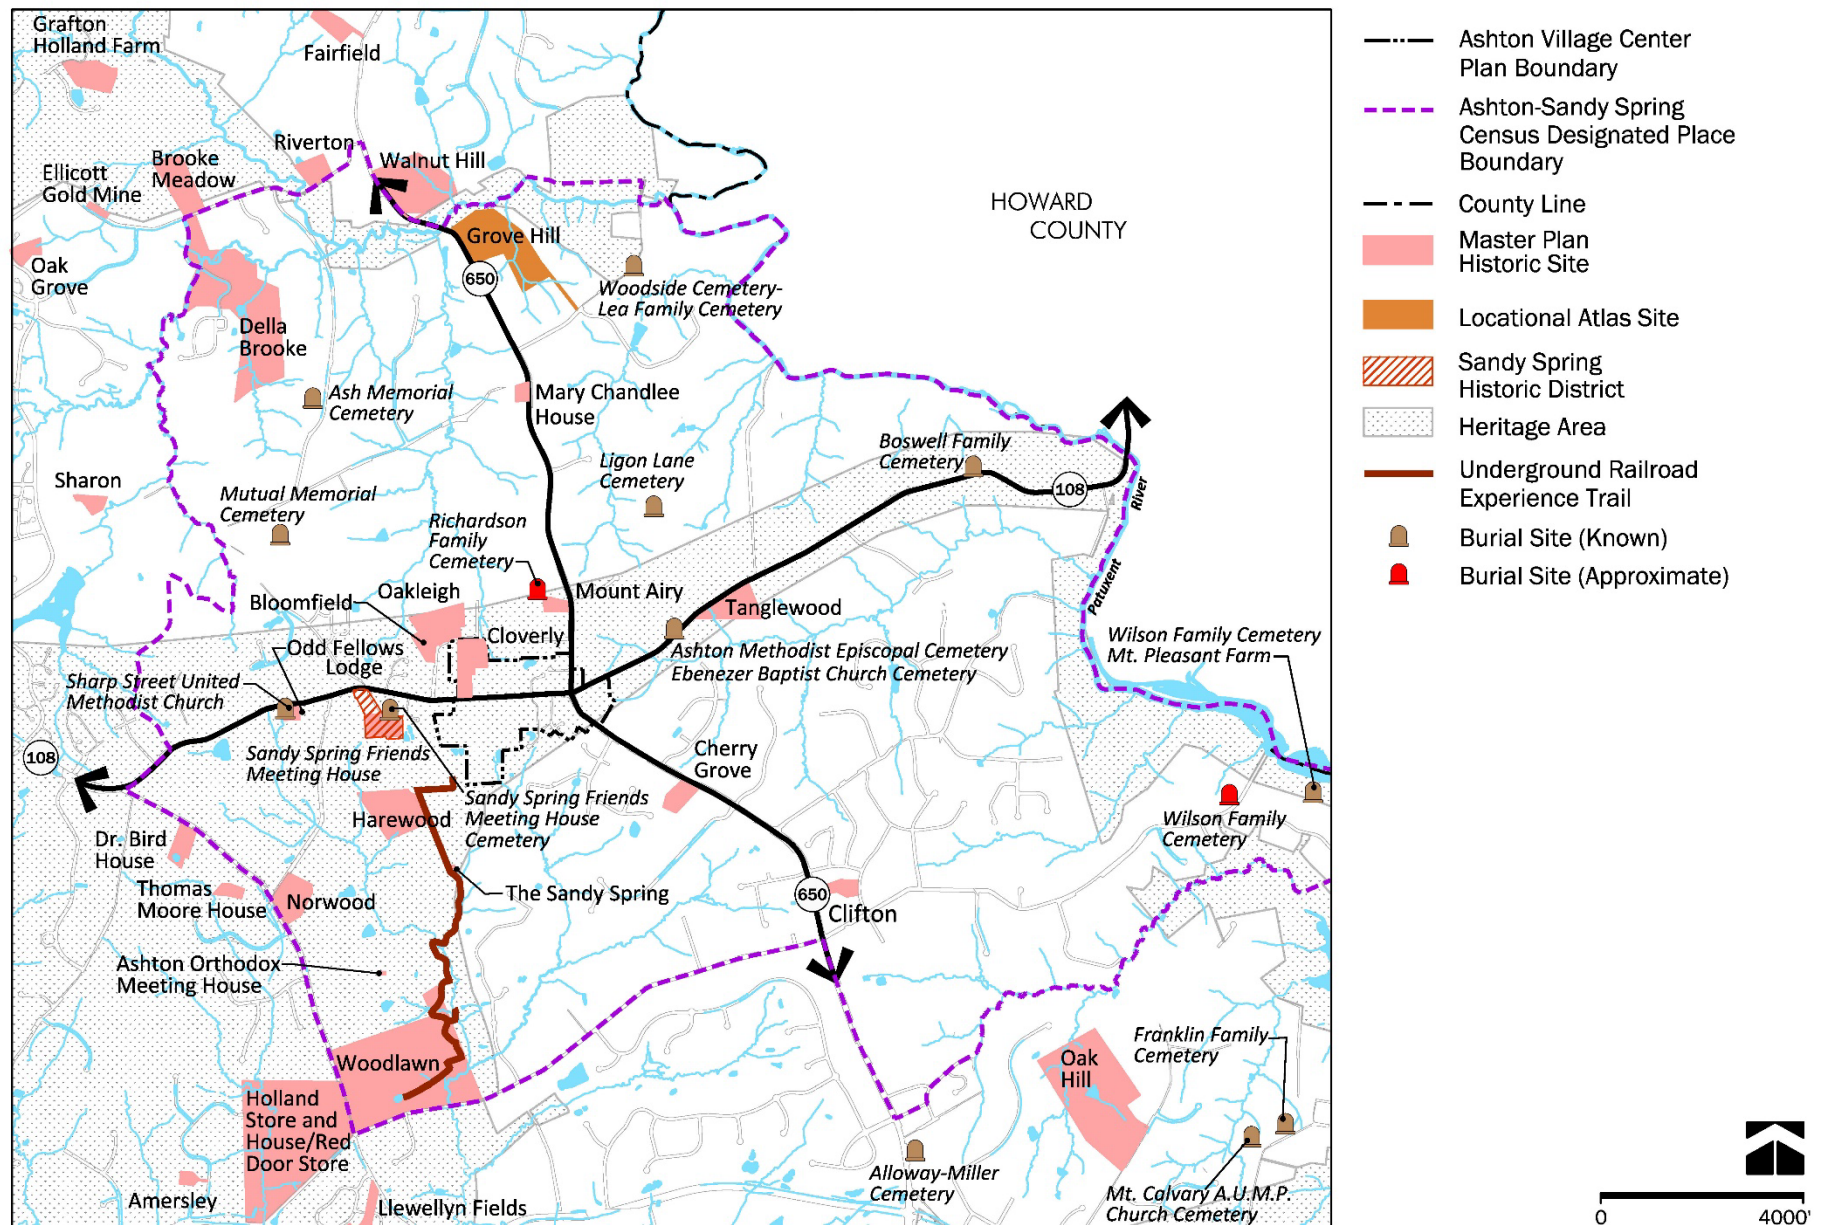 Grafton
Holland Farm
Fairfield
Riverton
Walnut Hill
Brooke
Meadow
Ellicott
Gold Mine
Oak
Grove
Grove Hill
650
Woodside Cemetery-
Lea Family Cemetery
HOWARD
COUNTY
Della
Brooke
Ash Memorial
Cemetery
Mary Chandlee
House
Boswell Family
Cemetery
108
Ligon Lane
Cemetery
Sharon
Mutual Memorial
Cemetery
Richardson
Family
Cemetery
Patuxent
River
Mount Airy
Oakleigh
Bloomfield
Tanglewood
Cloverly
Odd Fellows
Lodge
Ashton Methodist Episcopal Cemetery
Ebenezer Baptist Church Cemetery
Wilson Family Cemetery
Mt. Pleasant Farm
Sharp Street United
Methodist Church
108
Sandy Spring Friends
Meeting House
Cherry
Grove
Sandy Spring Friends
Meeting House
Cemetery
Harewood
Wilson Family
Cemetery
Dr. Bird
House
Thomas
Moore House
Norwood
The Sandy Spring
650
Clifton
Ashton Orthodox
Meeting House
Woodlawn
Oak
Hill
Franklin Family
Cemetery
Holland
Store and
House/Red
Door Store
Alloway-Miller
Cemetery
Mt. Calvary A.U.M.P.
Church Cemetery
Amersley
Llewellyn Fields
Ashton Village Center
Plan Boundary
Ashton-Sandy Spring
Census Designated Place
Boundary
County Line
Master Plan
Historic Site
Locational Atlas Site
Sandy Spring
Historic District
Heritage Area
Underground Railroad
Experience Trail
Burial Site (Known)
Burial Site (Approximate)
0 4000'